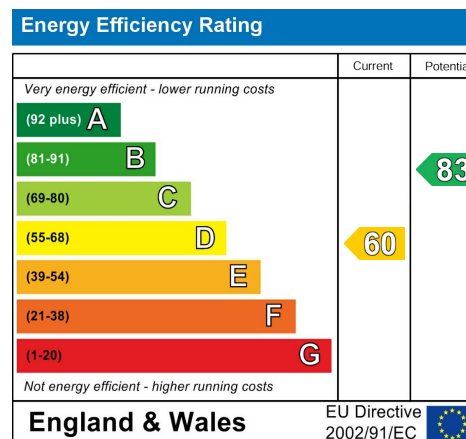 Energy Efficiency Rating
Current Potentia
Very energy efficient - lower running costs
(92 plus) A
(81-91) B
83
(69-80) C
(55-68) D
60
(39-54) E
(21-38) F
(1-20) G
Not energy efficient - higher running costs
England & Wales
EU Directive
2002/91/EC